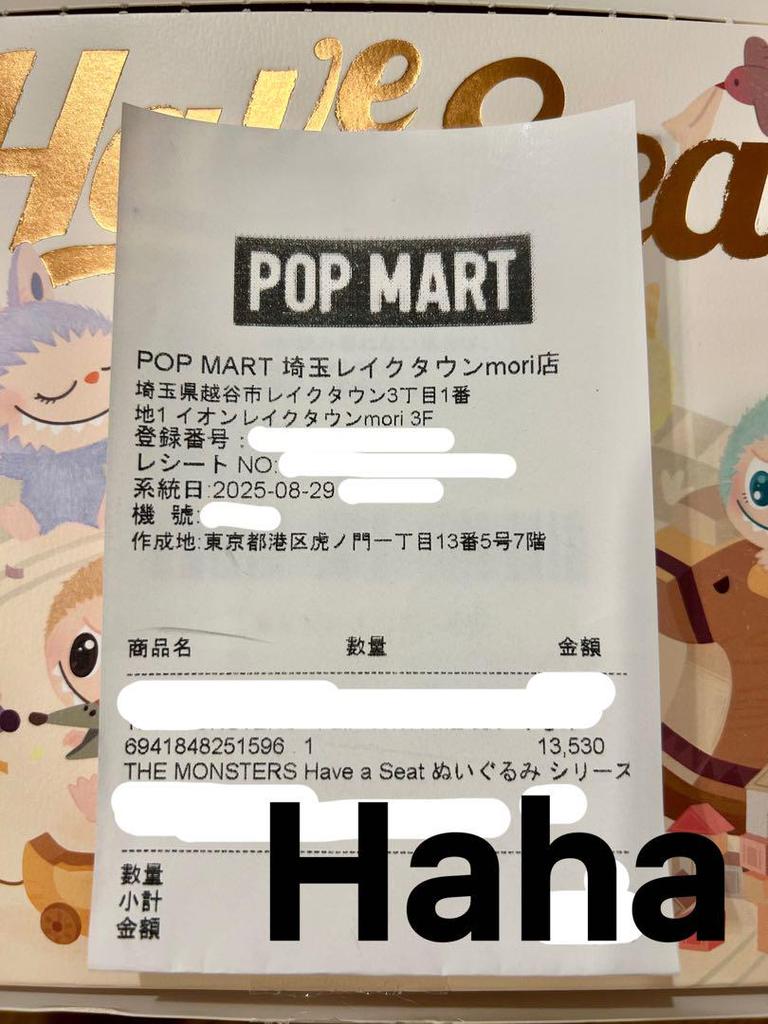 Have a Seat
POP MART
POP MART 埼玉レイクタウンmori店
埼玉県越谷市レイクタウン3丁目1番
地1 イオンレイクタウンmori 3F
登録番号:
レシート NO:
系統日:2025-08-29
機 號:
作成地:東京都港区虎ノ門一丁目13番5号7階
商品名 数量 金額
6941848251596 1 13,530
THE MONSTERS Have a Seat ぬいぐるみ シリーズ
数量
小計
金額
Haha